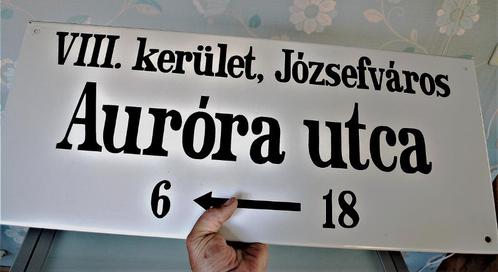 VIII. kerület, Józsefváros
Auróra utca
6 ← 18